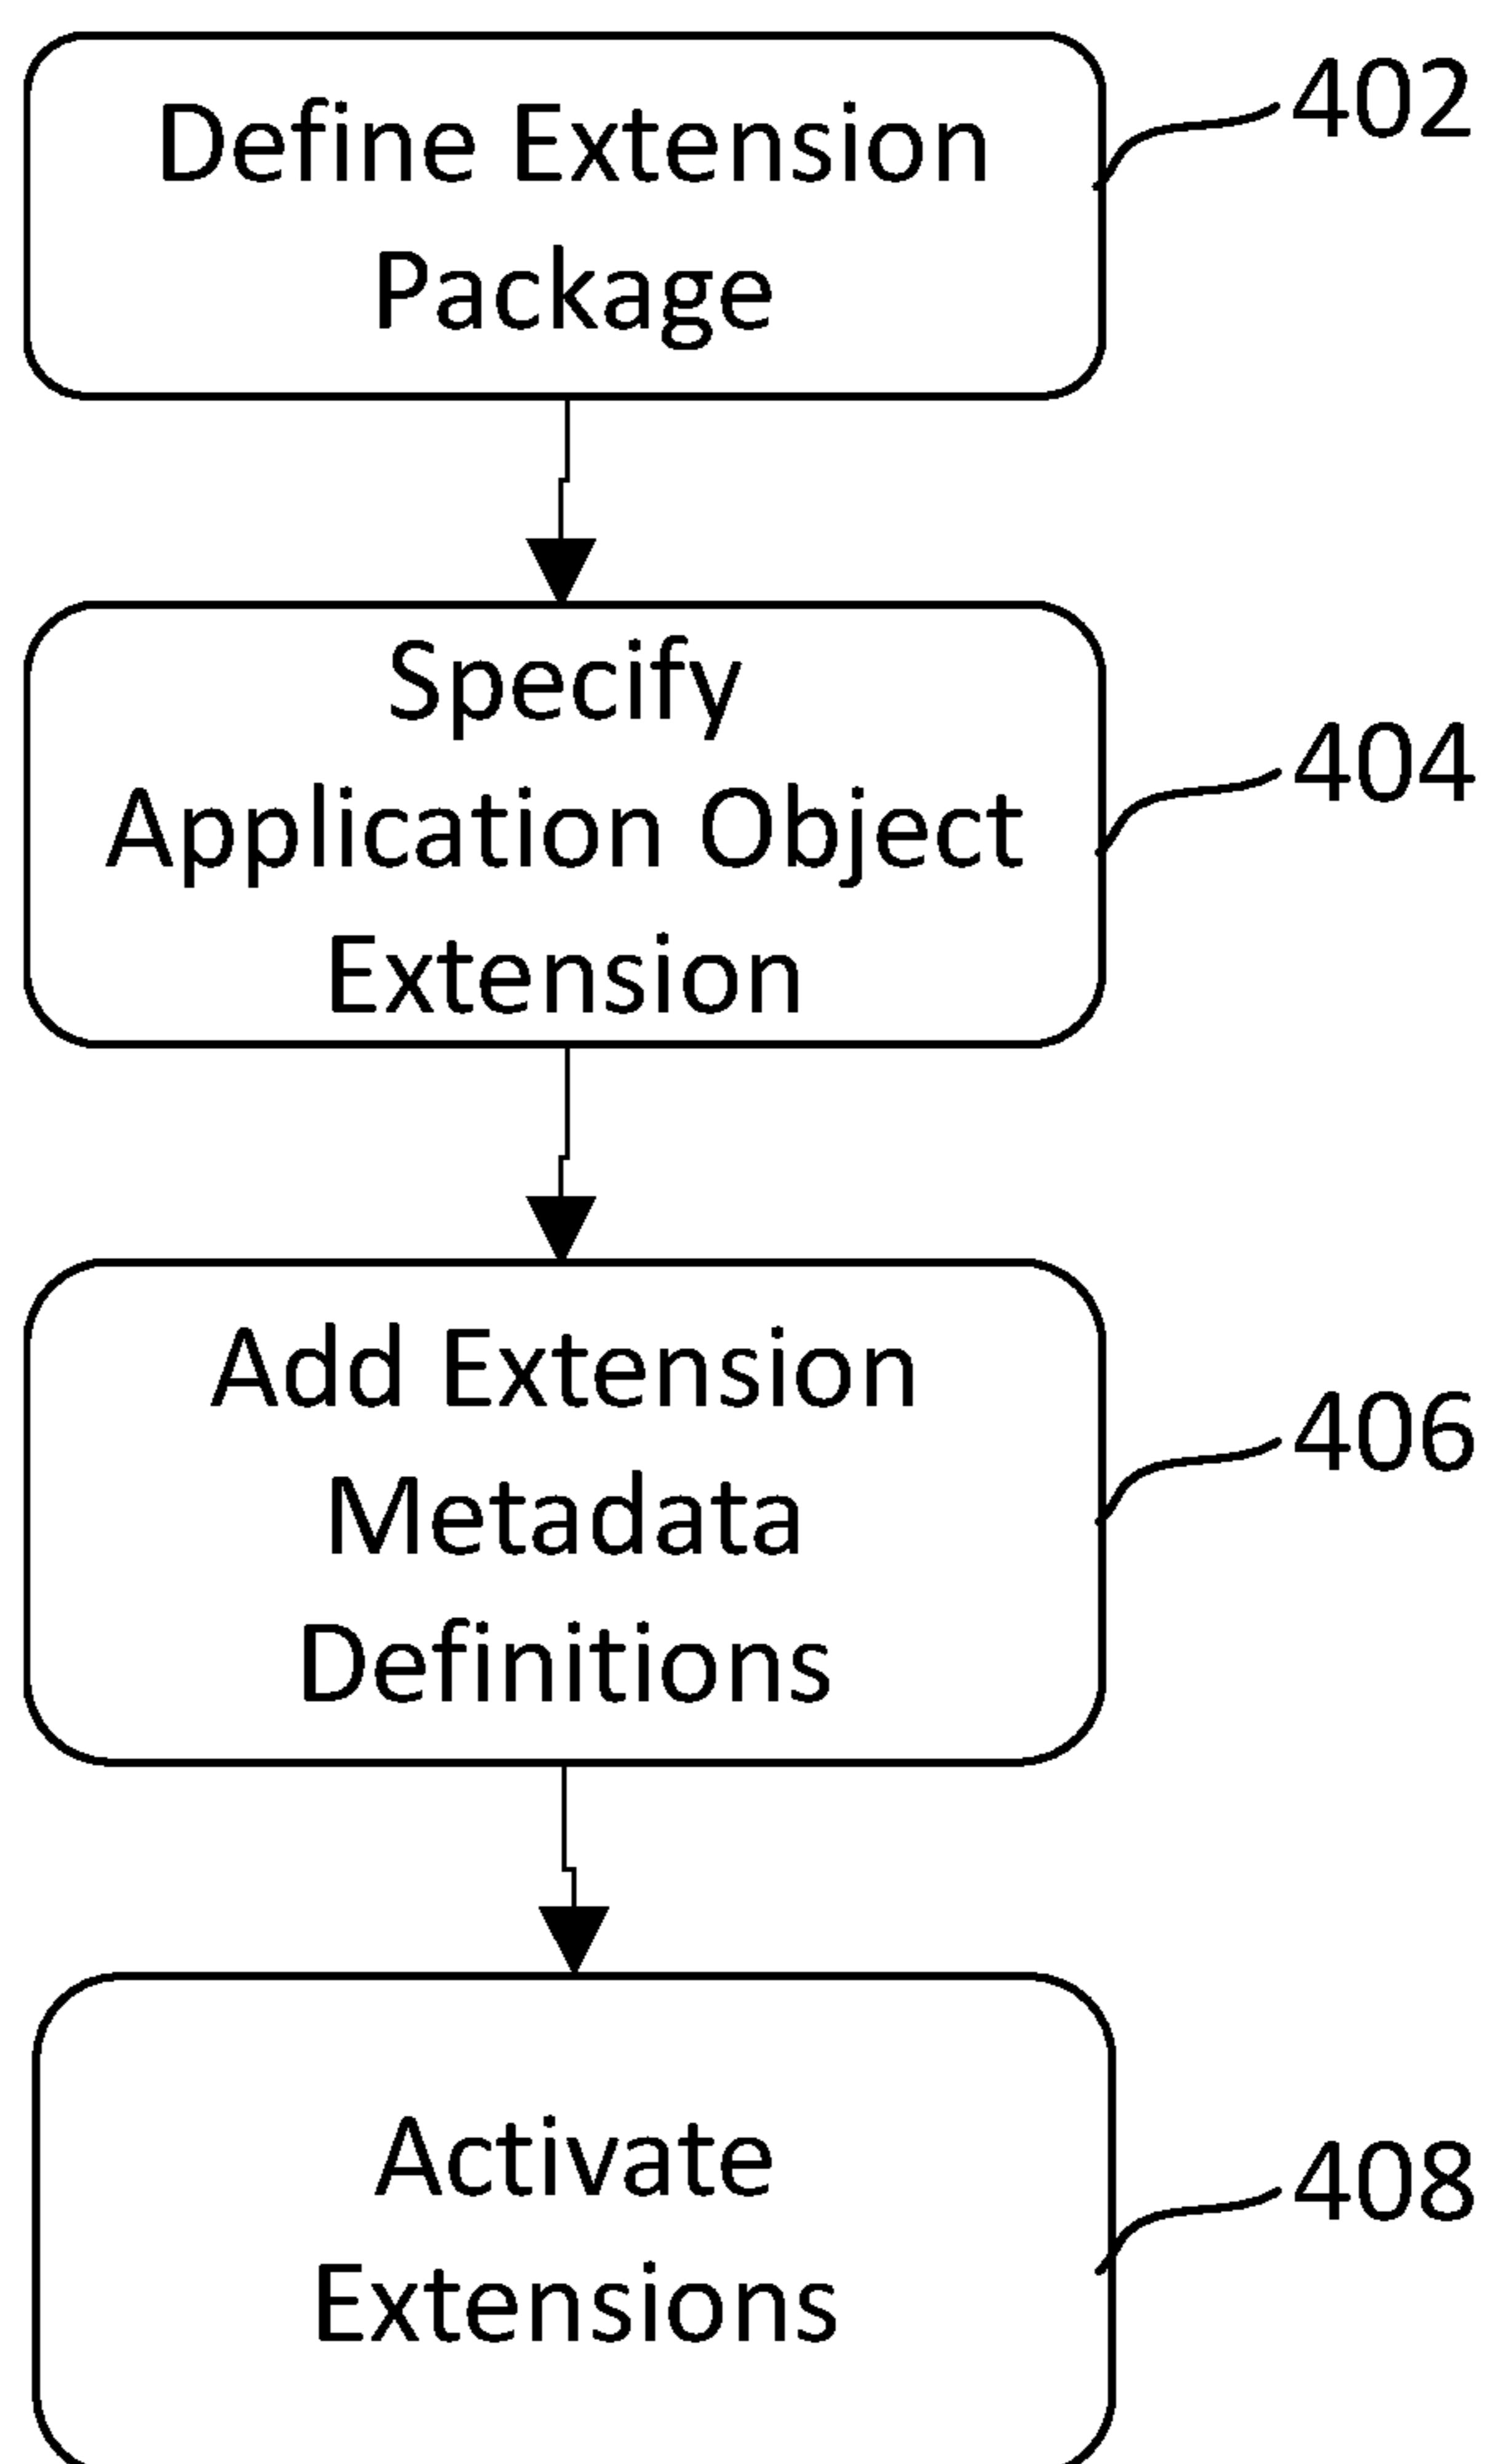 Define Extension
Package
402
Specify
Application Object
Extension
404
Add Extension
Metadata
Definitions
406
Activate
Extensions
408